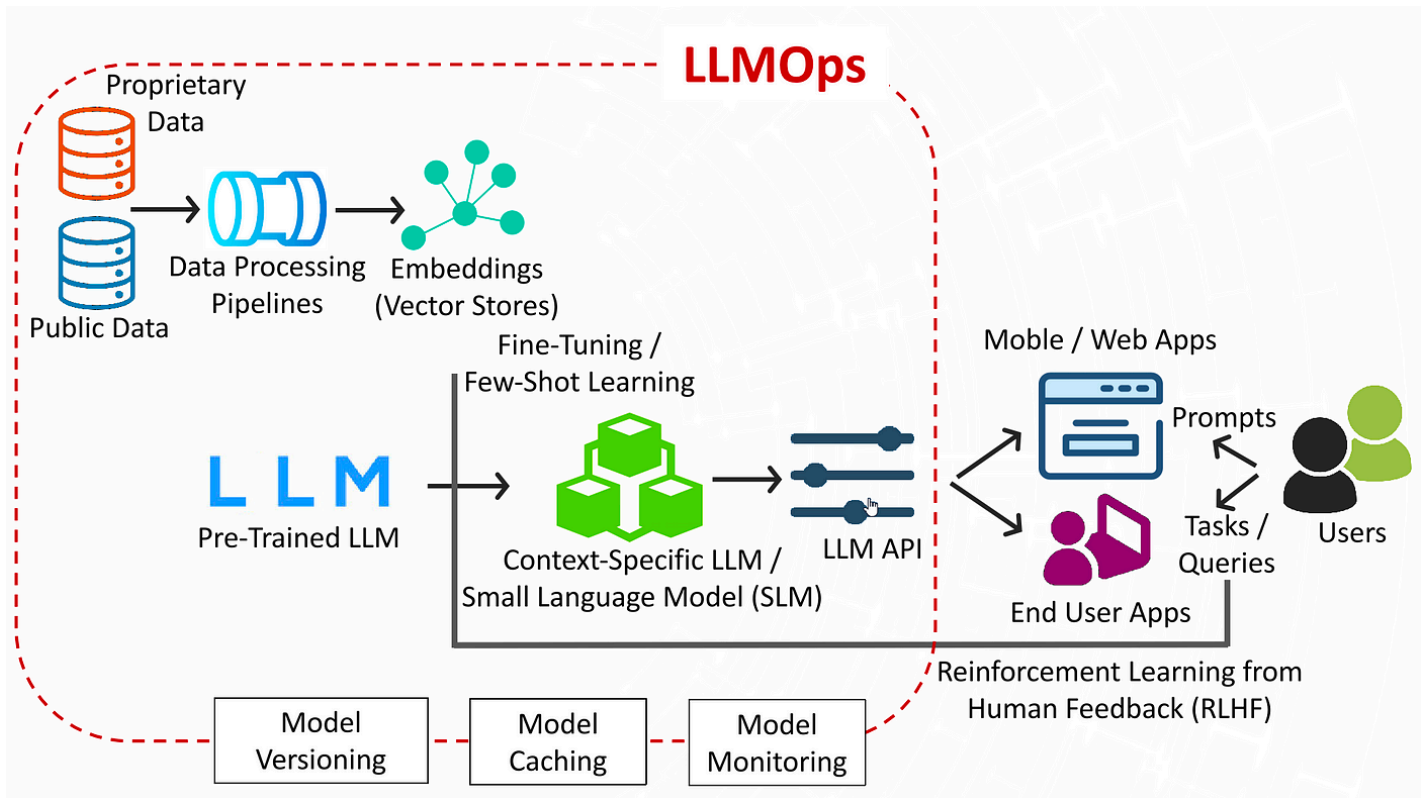 LLMOps
Proprietary
Data
Public Data
Data Processing
Pipelines
Embeddings
(Vector Stores)
Fine-Tuning /
Few-Shot Learning
LLM
Pre-Trained LLM
Context-Specific LLM /
Small Language Model (SLM)
LLM API
Moble / Web Apps
Prompts
Tasks /
Queries
Users
End User Apps
Reinforcement Learning from
Human Feedback (RLHF)
Model
Versioning
Model
Caching
Model
Monitoring